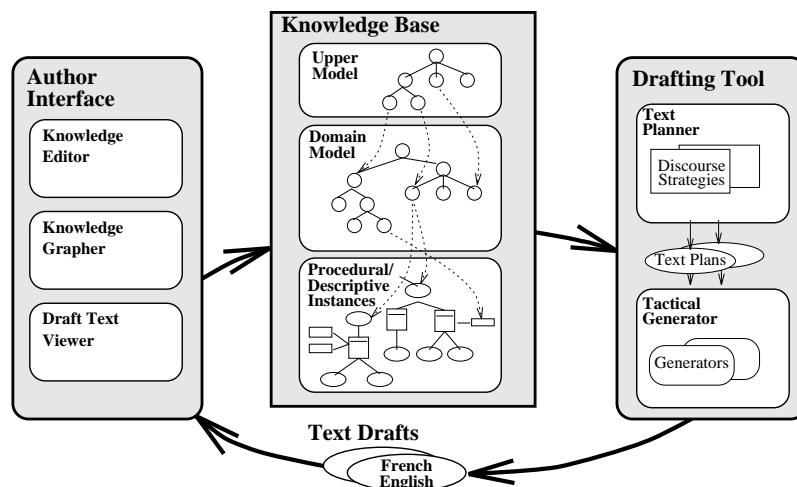 Author
Interface
Knowledge
Editor
Knowledge
Grapher
Draft Text
Viewer
Knowledge Base
Upper
Model
Domain
Model
Procedural/
Descriptive
Instances
Drafting Tool
Text
Planner
Discourse
Strategies
Text Plans
Tactical
Generator
Generators
Text Drafts
French
English